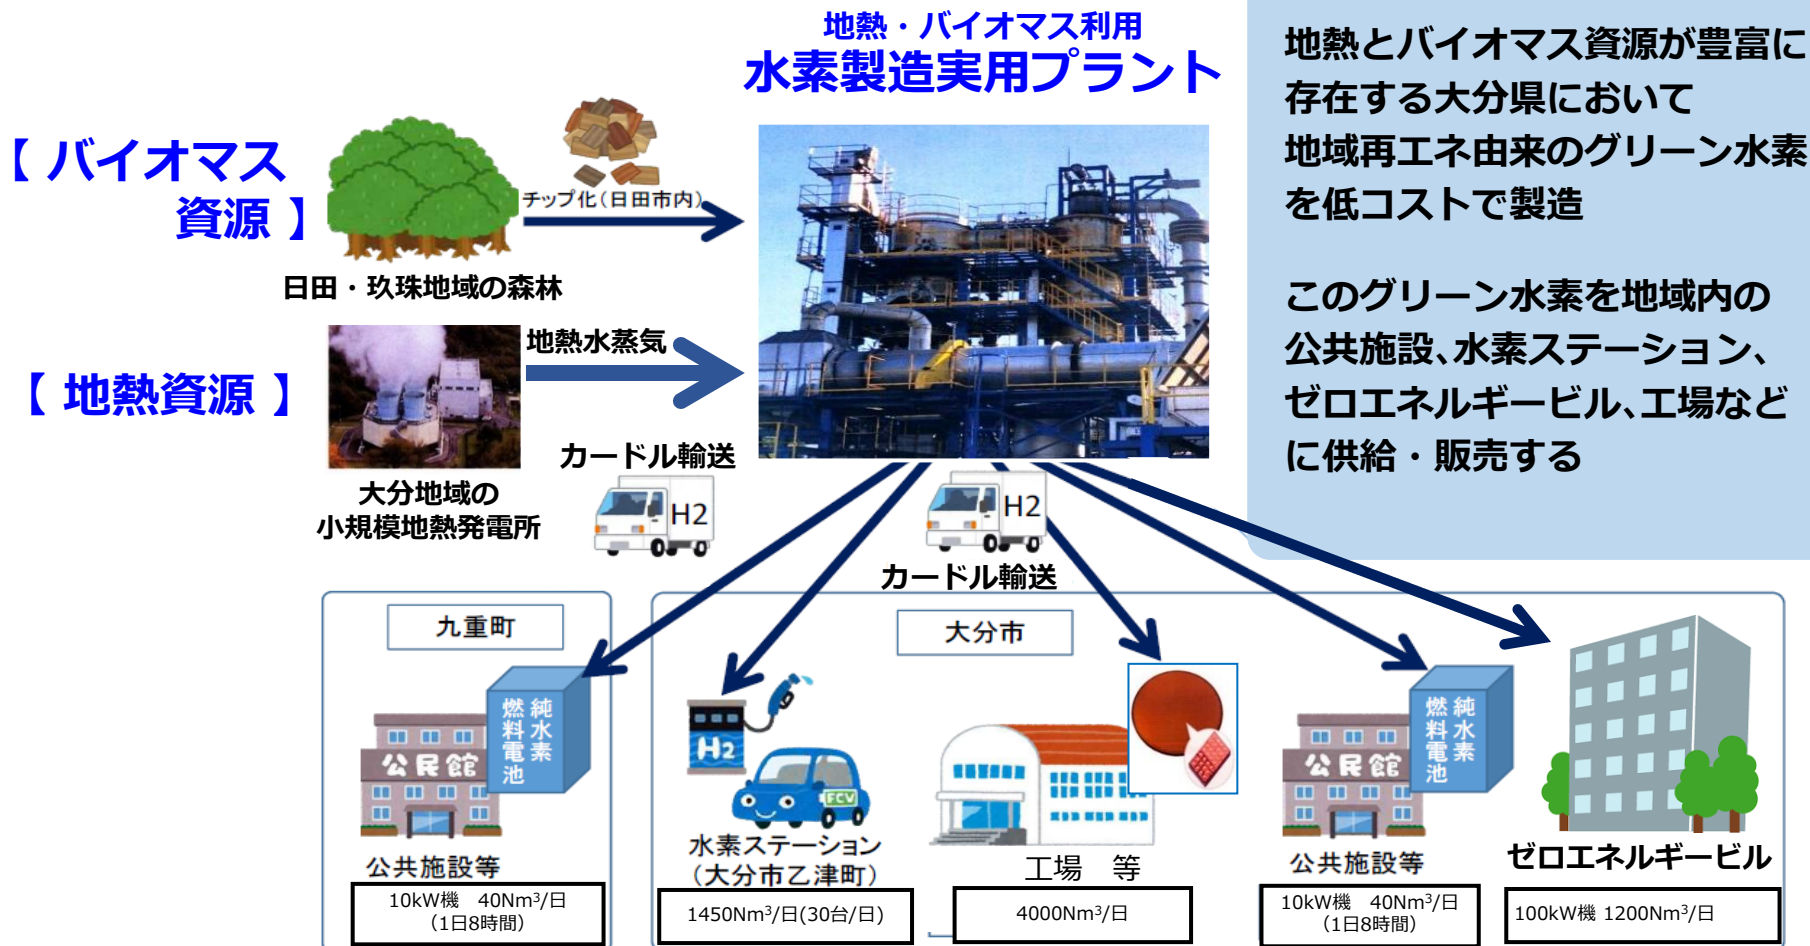 地熱・バイオマス利用
水素製造実用プラント
地熱とバイオマス資源が豊富に
存在する大分県において
地域再エネ由来のグリーン水素
を低コストで製造
このグリーン水素を地域内の
公共施設、水素ステーション、
ゼロエネルギービル、工場など
に供給・販売する
【 バイオマス
資源 】
チップ化(日田市内)
日田・玖珠地域の森林
【 地熱資源 】
地熱水蒸気
大分地域の
小規模地熱発電所
カードル輸送
H2
H2
カードル輸送
九重町
純水素
燃料電池
公民館
公共施設等
10kW機 40Nm³/日
(1日8時間)
大分市
H2
FCV
水素ステーション
(大分市乙津町)
1450Nm³/日(30台/日)
工場 等
4000Nm³/日
純水素
燃料電池
公民館
公共施設等
10kW機 40Nm³/日
(1日8時間)
ゼロエネルギービル
100kW機 1200Nm³/日